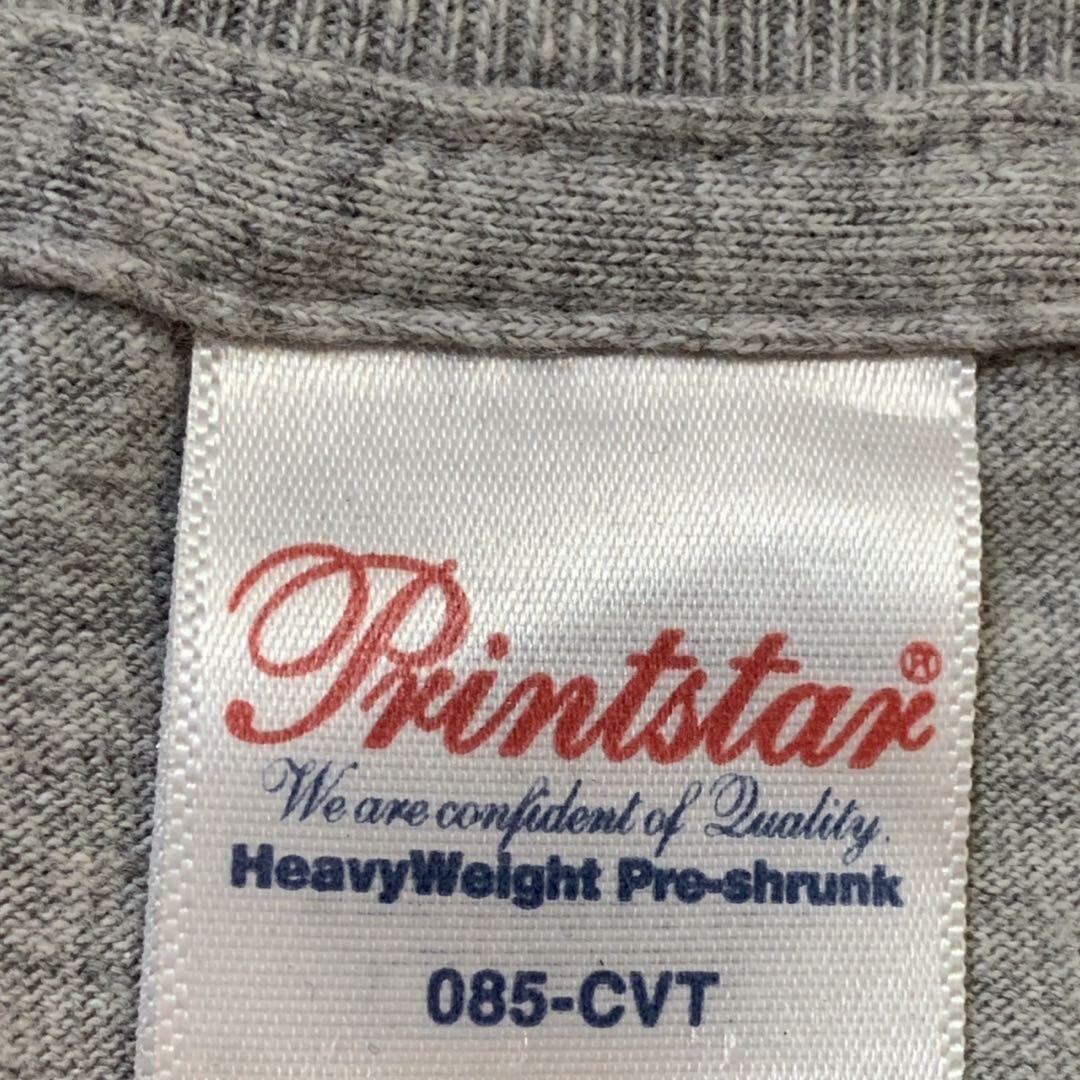 Printstar®
We are confident of Quality.
HeavyWeight Pre-shrunk
085-CVT